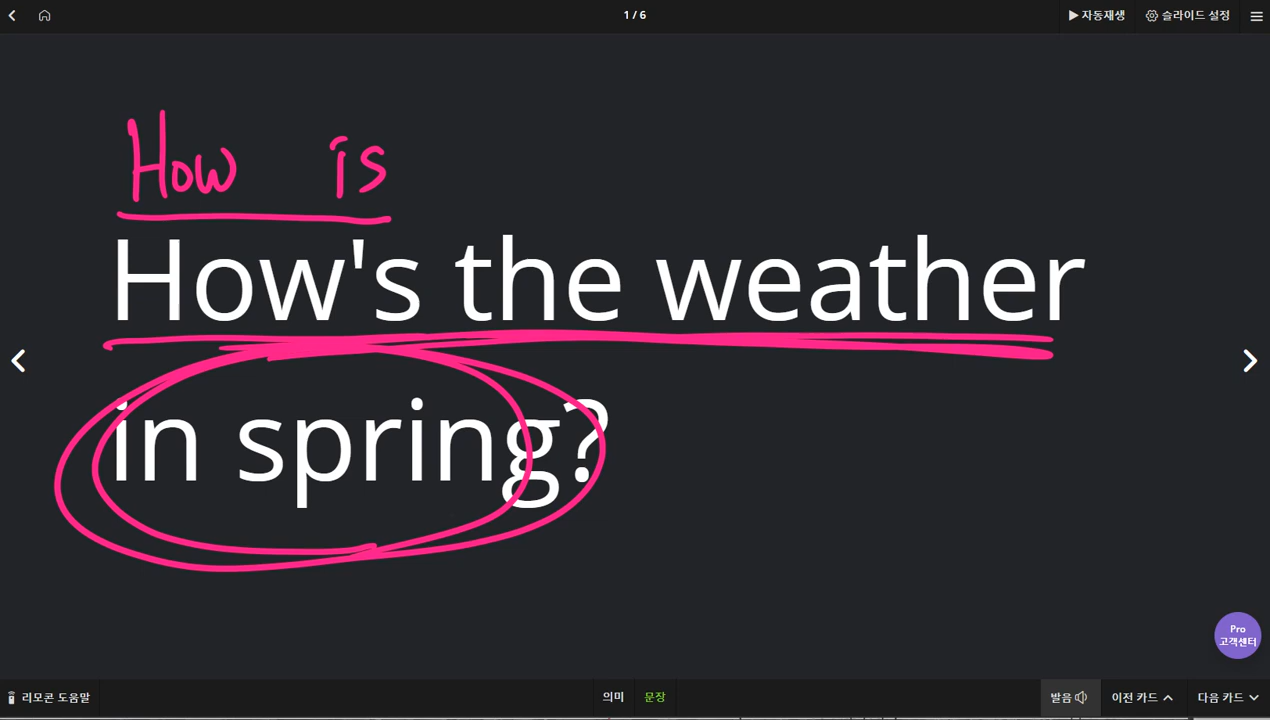 1 / 6
자동재생
슬라이드 설정
How is
How's the weather
in spring?
Pro
고객센터
리모콘 도움말
의미
문장
발음
이전 카드
다음 카드